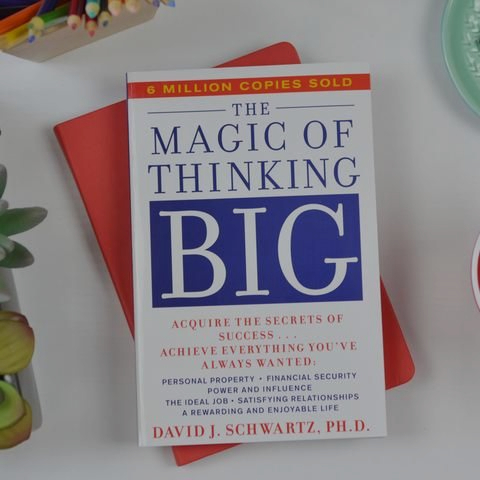 6 MILLION COPIES SOLD
THE
MAGIC OF
THINKING
BIG
ACQUIRE THE SECRETS OF
SUCCESS . . .
ACHIEVE EVERYTHING YOU'VE
ALWAYS WANTED:
PERSONAL PROPERTY • FINANCIAL SECURITY
POWER AND INFLUENCE
THE IDEAL JOB • SATISFYING RELATIONSHIPS
A REWARDING AND ENJOYABLE LIFE
DAVID J. SCHWARTZ, PH.D.